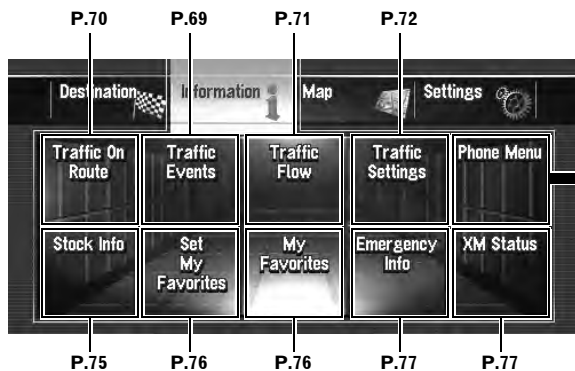 P.70 P.69 P.71 P.72
Destination Information Map Settings
Traffic On Route
Traffic Events
Traffic Flow
Traffic Settings
Phone Menu
Stock Info
Set My Favorites
My Favorites
Emergency Info
XM Status
P.75 P.76 P.76 P.77 P.77